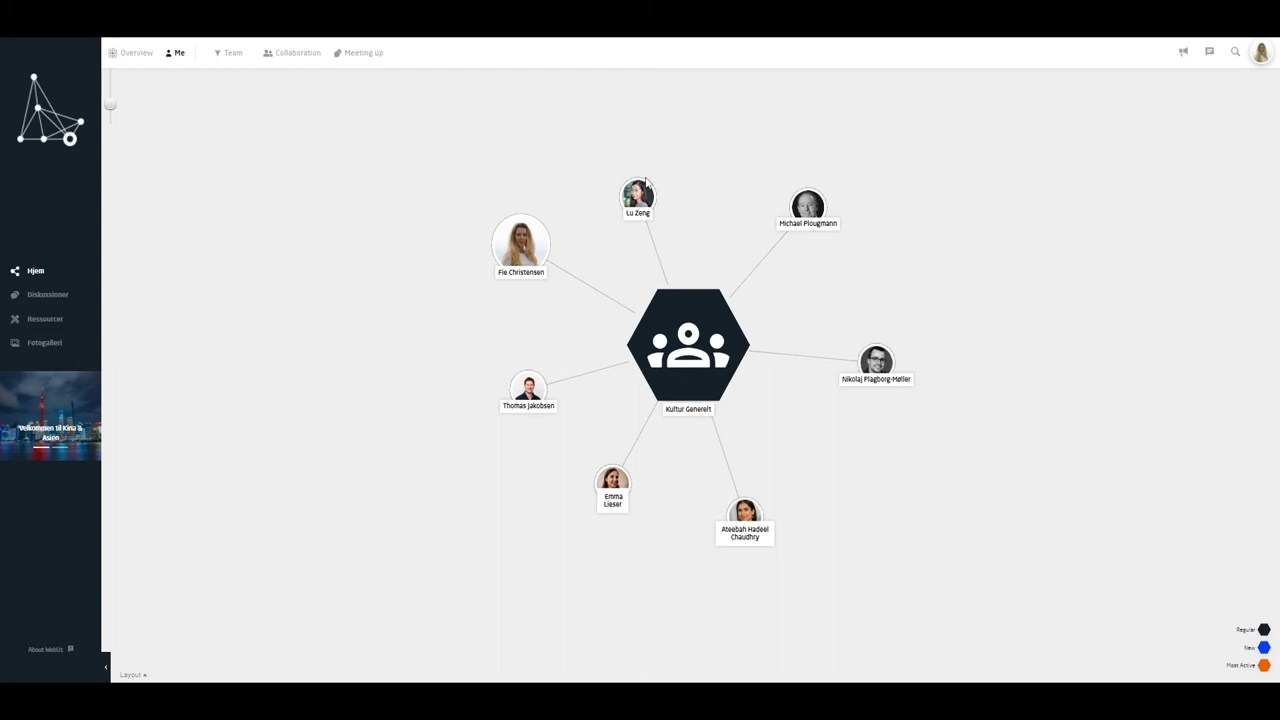 Overview
Me
Team
Collaboration
Meeting up
Lu Zeng
Michael Plougmann
Fie Christensen
Hjem
Diskussioner
Ressourcer
Fotogalleri
Nikolaj Plagborg-Møller
Thomas Jakobsen
Kultur Generelt
Velkommen til Kina &
Asien
Emma
Lieser
Ateebah Hadeel
Chaudhry
Regular
New
Most Active
About WebUs
Layout